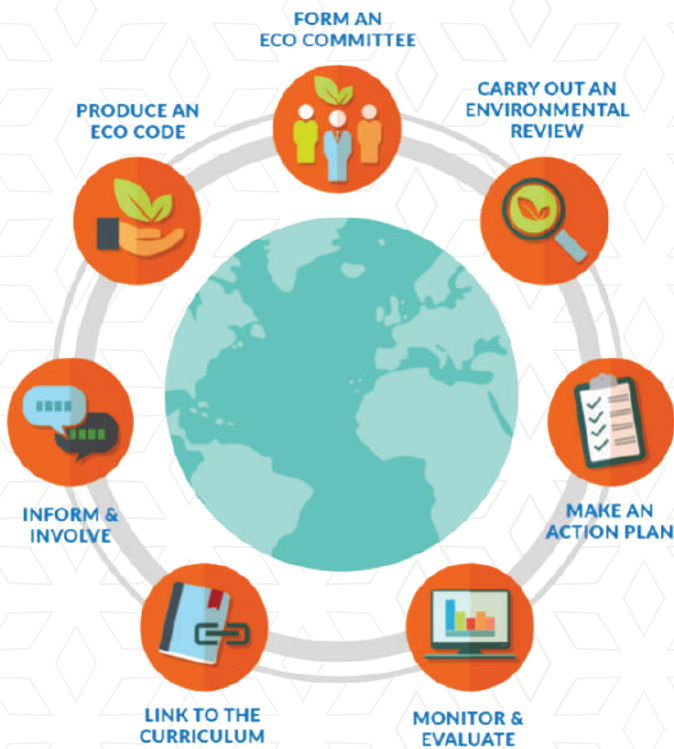 FORM AN
ECO COMMITTEE
CARRY OUT AN
ENVIRONMENTAL
REVIEW
MAKE AN
ACTION PLAN
MONITOR &
EVALUATE
LINK TO THE
CURRICULUM
INFORM &
INVOLVE
PRODUCE AN
ECO CODE